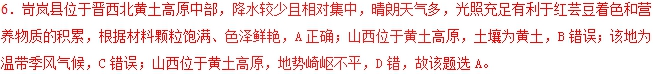 6．岢岚县位于晋西北黄土高原中部，降水较少且相对集中，晴朗天气多，光照充足有利于红芸豆着色和营
养物质的积累，根据材料颗粒饱满、色泽鲜艳，A 正确；山西位于黄土高原，土壤为黄土，B 错误；该地为
温带季风气候，C 错误；山西位于黄土高原，地势崎岖不平，D 错，故该题选 A。